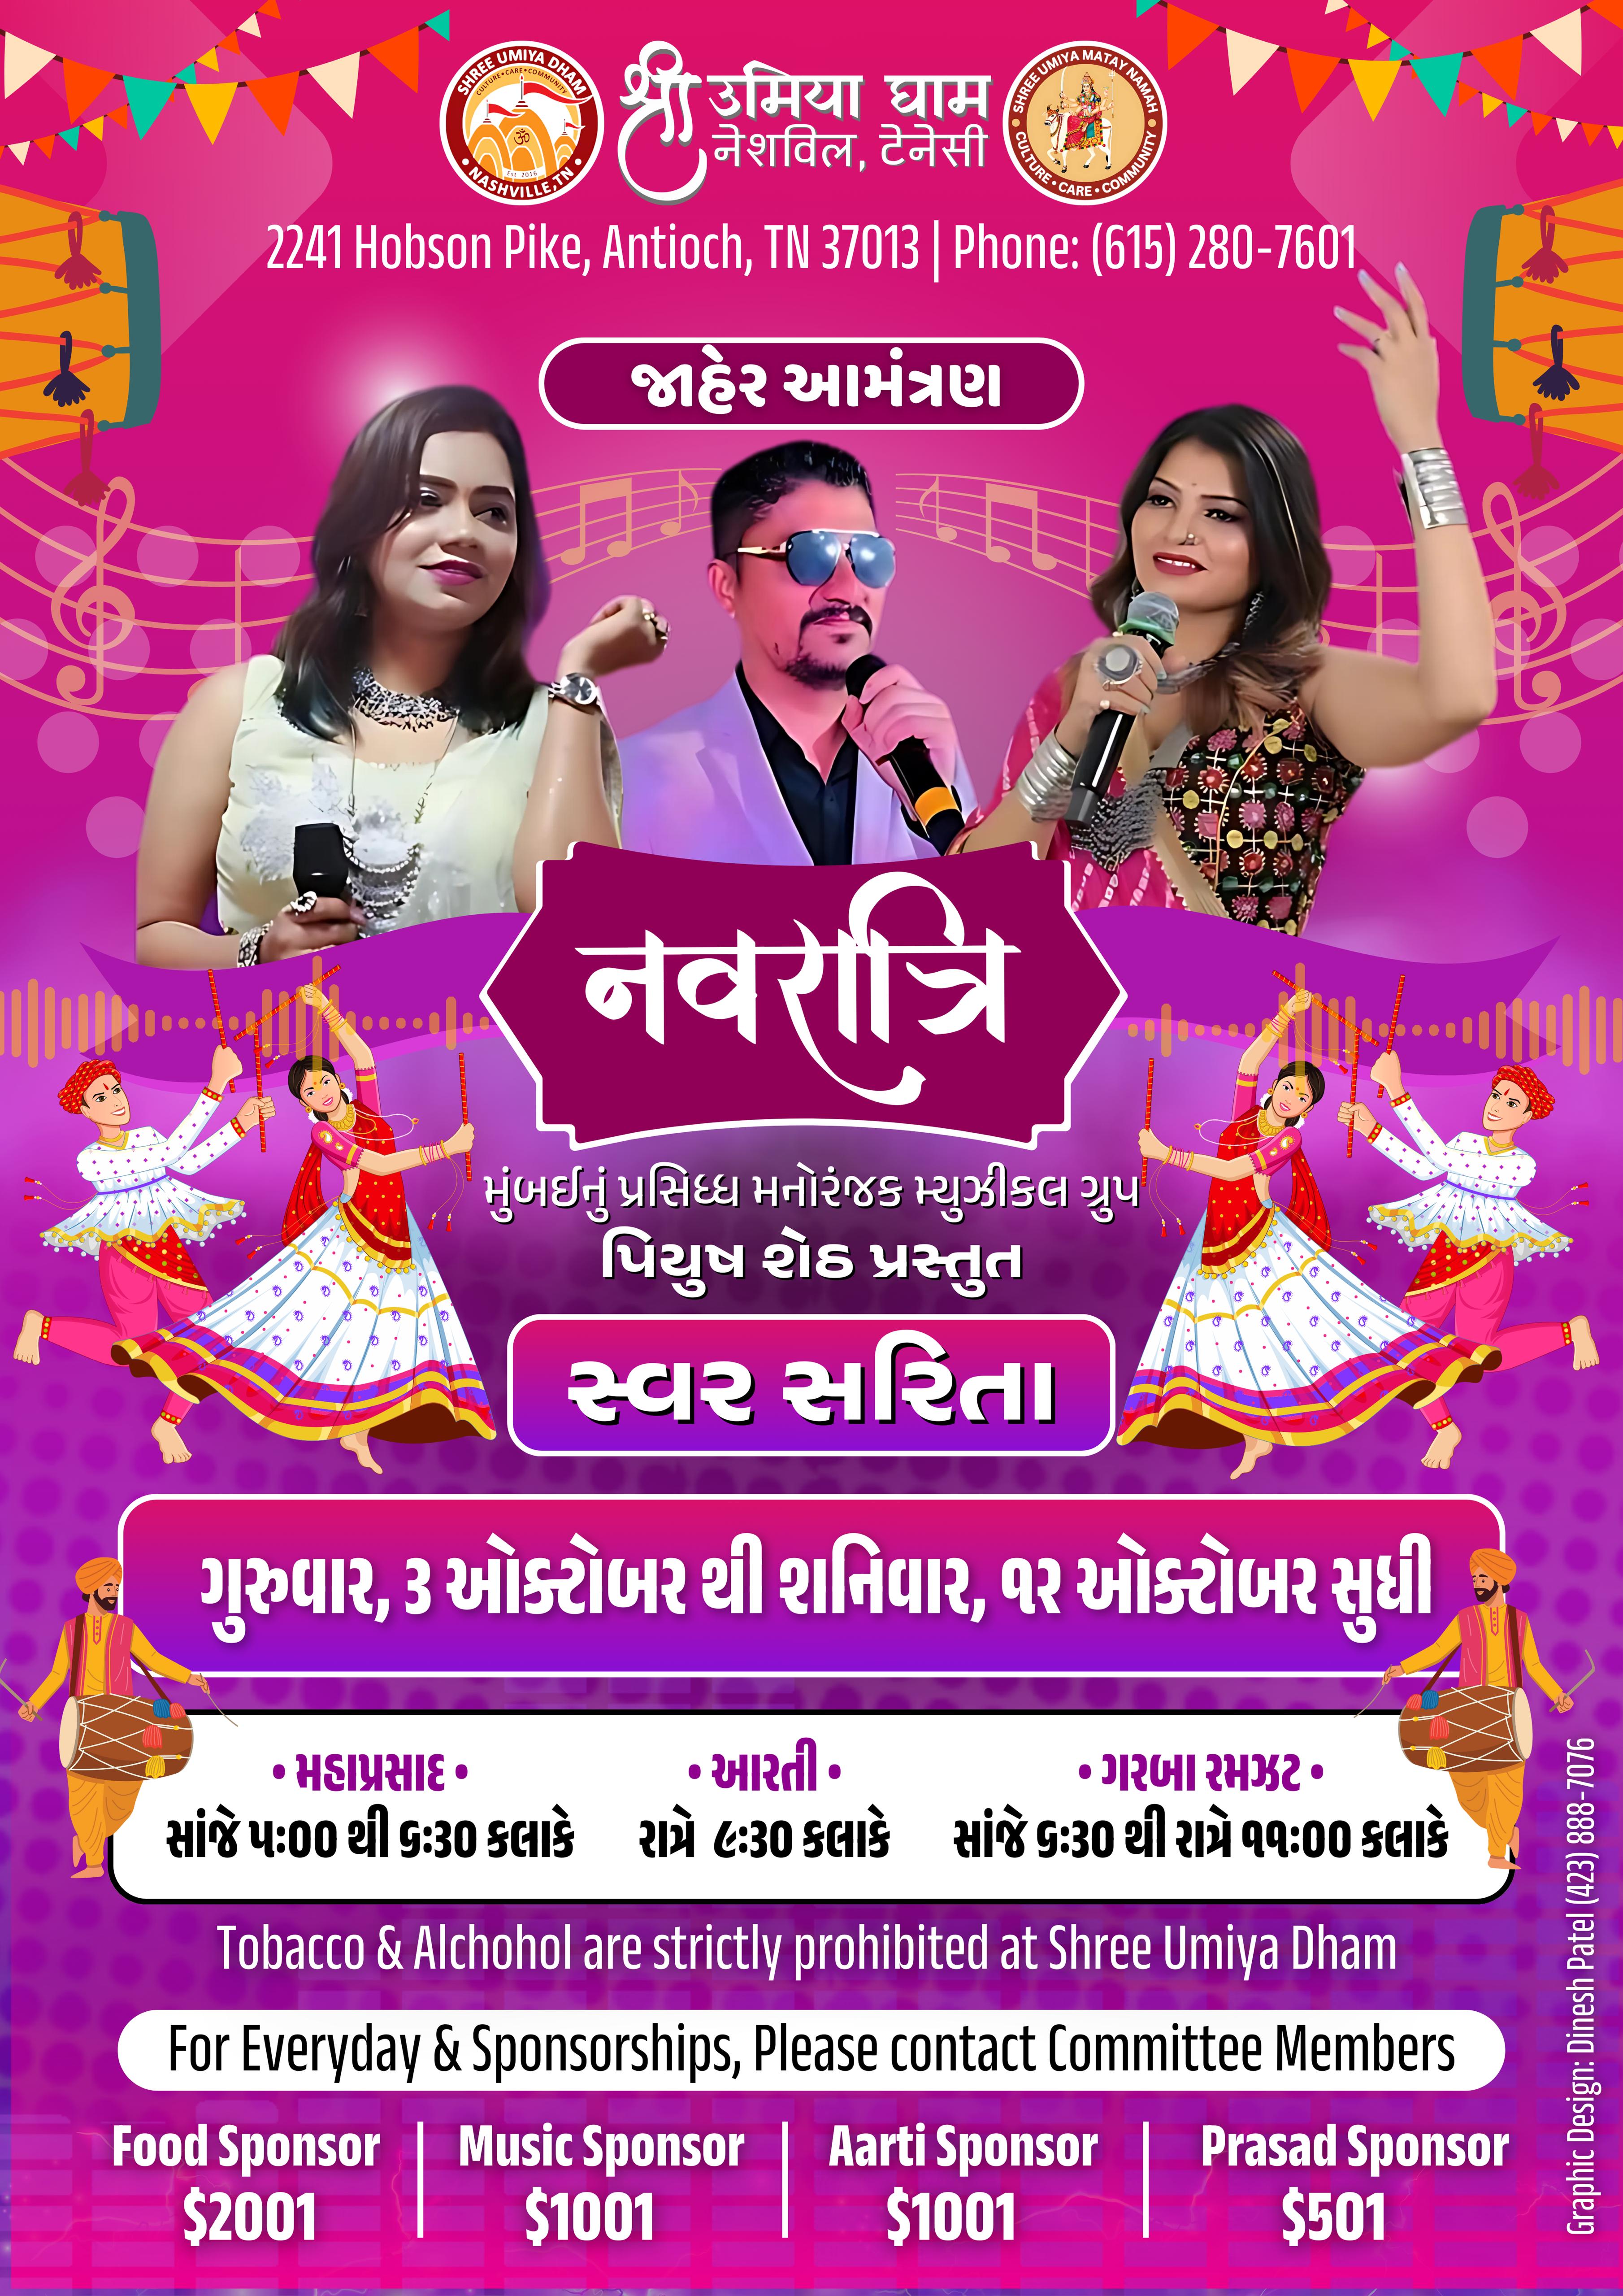 SHREE UMIYA DHAM
CULTURE • CARE • COMMUNITY
ॐ
Est 2016
• NASHVILLE, TN •
श्री उमिया धाम
नेशविल, टेनेसी
SHREE UMIYA MATAY NAMAH
• CULTURE • CARE • COMMUNITY •
2241 Hobson Pike, Antioch, TN 37013 | Phone: (615) 280-7601
જાહેર આમંત્રણ
नवरात्रि
મુંબઈનું પ્રસિધ્ધ મનોરંજક મ્યુઝીકલ ગ્રુપ
પિયુષ શેઠ પ્રસ્તુત
સ્વર સરિતા
ગુરુવાર, ૩ ઓક્ટોબર થી શનિવાર, ૧૨ ઓક્ટોબર સુધી
• મહાપ્રસાદ •
સાંજે ૫:૦૦ થી ૬:૩૦ કલાકે
• આરતી •
રાત્રે ૮:૩૦ કલાકે
• ગરબા રમઝટ •
સાંજે ૬:૩૦ થી રાત્રે ૧૧:૦૦ કલાકે
Tobacco & Alchohol are strictly prohibited at Shree Umiya Dham
For Everyday & Sponsorships, Please contact Committee Members
Food Sponsor
$2001
Music Sponsor
$1001
Aarti Sponsor
$1001
Prasad Sponsor
$501
Graphic Design: Dinesh Patel (423) 888-7076